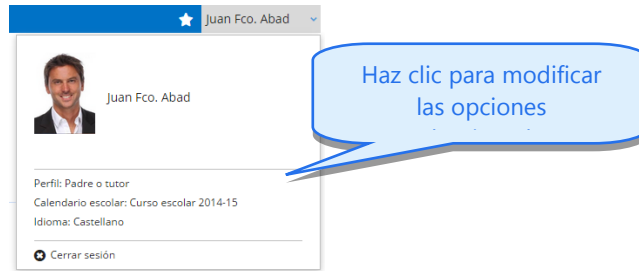 Juan Fco. Abad
Juan Fco. Abad
Haz clic para modificar
las opciones
Perfil: Padre o tutor
Calendario escolar: Curso escolar 2014-15
Idioma: Castellano
Cerrar sesión